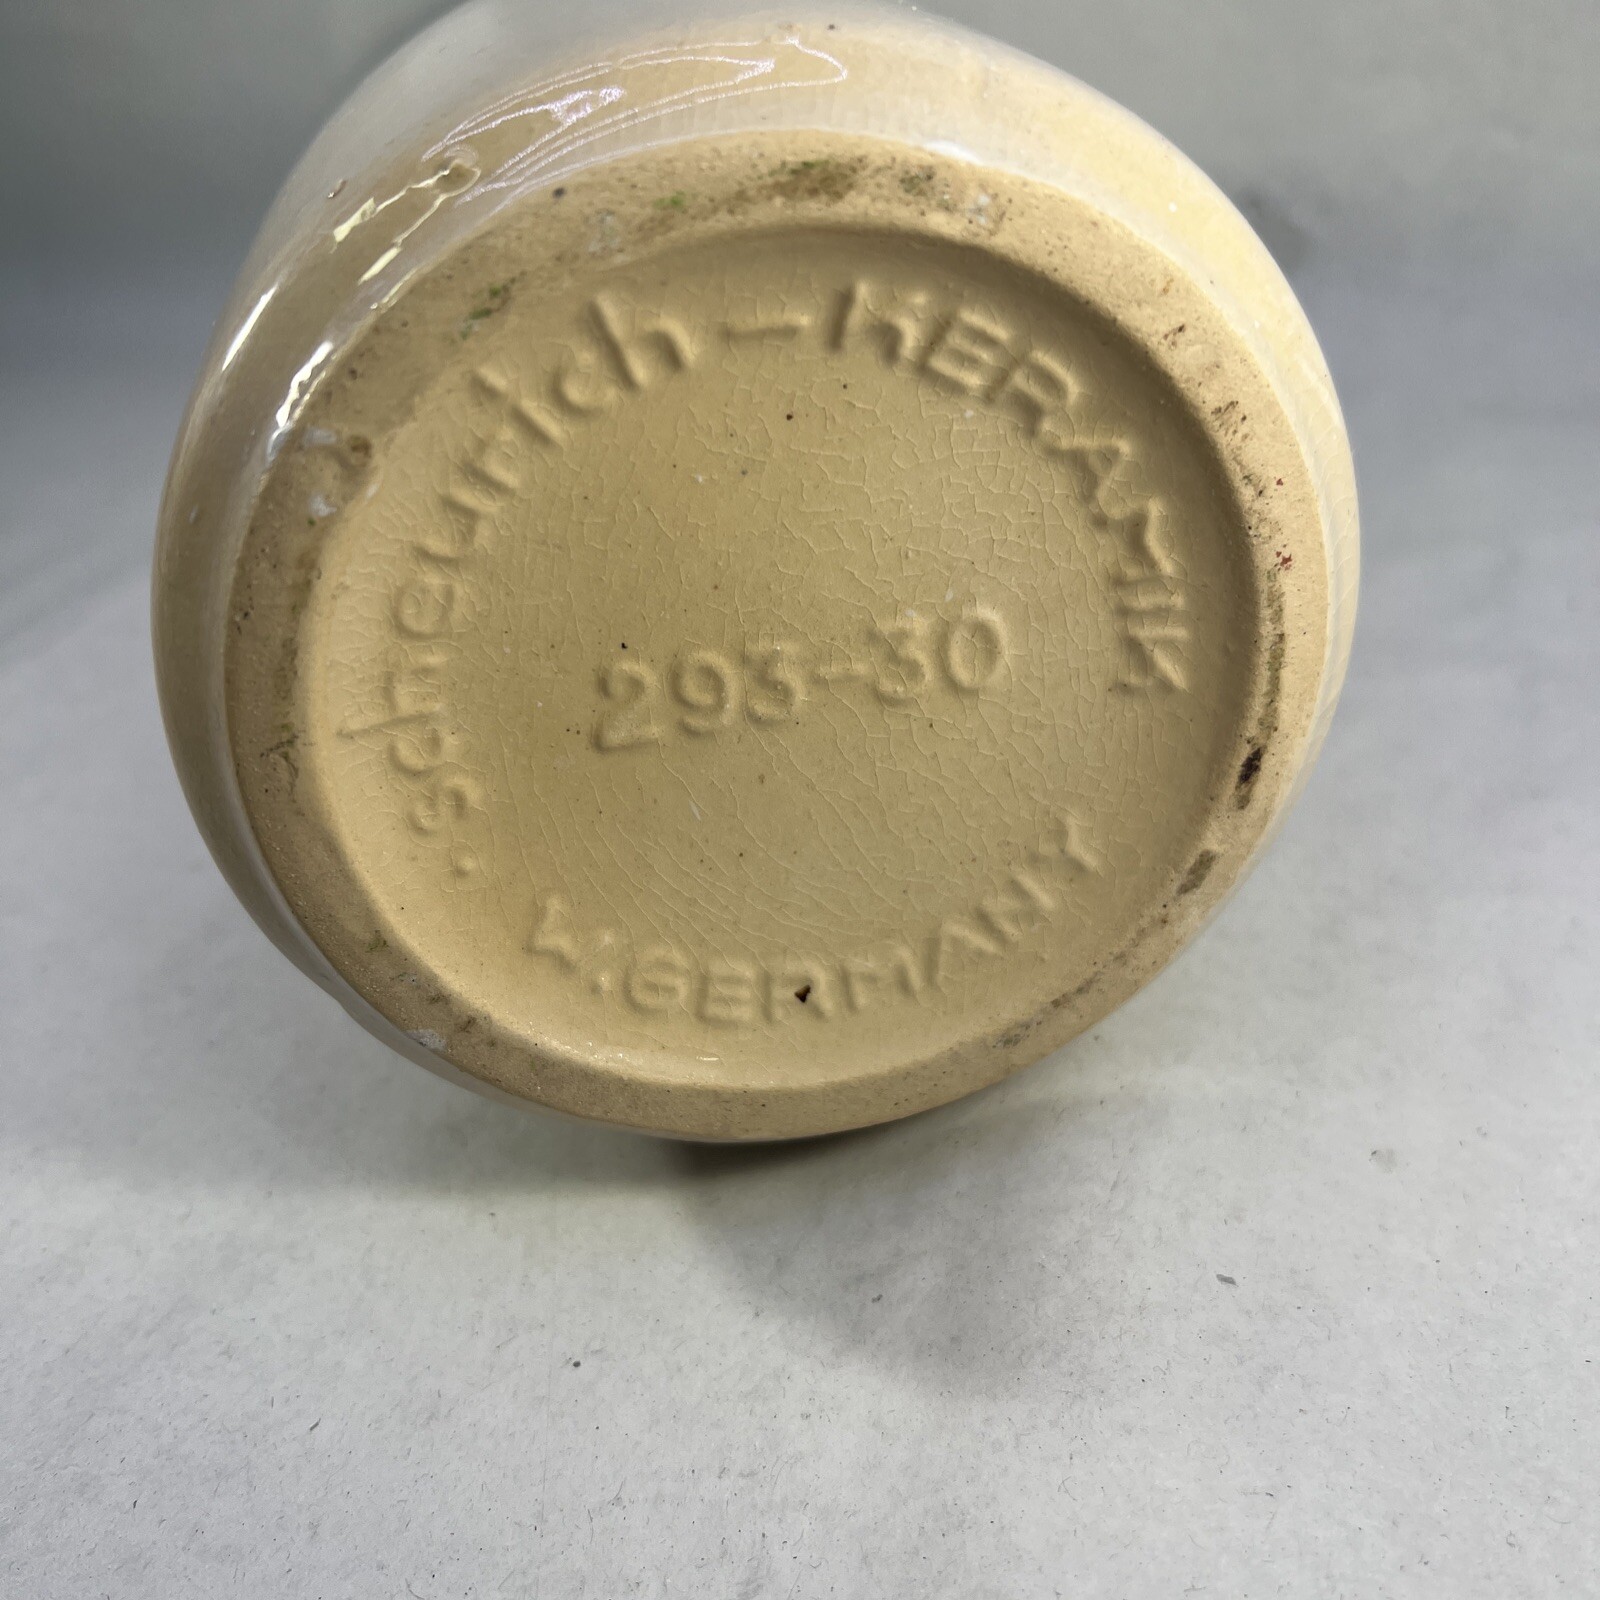 scheurich – KERAMIK
293-30
W.GERMANY